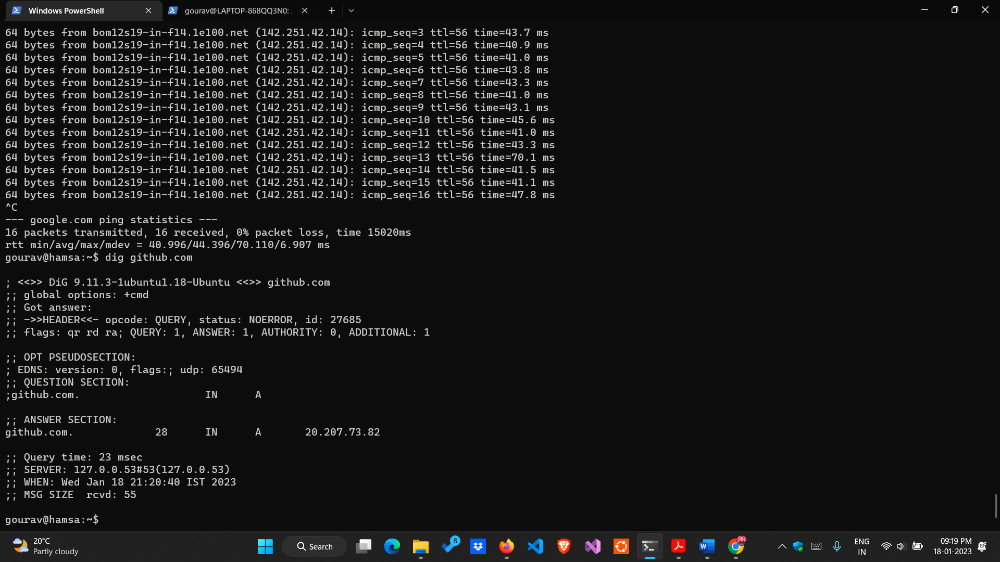 Windows PowerShell
gourav@LAPTOP-868QQ3N0:
64 bytes from bom12s19-in-f14.1e100.net (142.251.42.14): icmp_seq=3 ttl=56 time=43.7 ms
64 bytes from bom12s19-in-f14.1e100.net (142.251.42.14): icmp_seq=4 ttl=56 time=40.9 ms
64 bytes from bom12s19-in-f14.1e100.net (142.251.42.14): icmp_seq=5 ttl=56 time=41.0 ms
64 bytes from bom12s19-in-f14.1e100.net (142.251.42.14): icmp_seq=6 ttl=56 time=43.8 ms
64 bytes from bom12s19-in-f14.1e100.net (142.251.42.14): icmp_seq=7 ttl=56 time=43.3 ms
64 bytes from bom12s19-in-f14.1e100.net (142.251.42.14): icmp_seq=8 ttl=56 time=41.0 ms
64 bytes from bom12s19-in-f14.1e100.net (142.251.42.14): icmp_seq=9 ttl=56 time=43.1 ms
64 bytes from bom12s19-in-f14.1e100.net (142.251.42.14): icmp_seq=10 ttl=56 time=45.6 ms
64 bytes from bom12s19-in-f14.1e100.net (142.251.42.14): icmp_seq=11 ttl=56 time=41.0 ms
64 bytes from bom12s19-in-f14.1e100.net (142.251.42.14): icmp_seq=12 ttl=56 time=43.3 ms
64 bytes from bom12s19-in-f14.1e100.net (142.251.42.14): icmp_seq=13 ttl=56 time=70.1 ms
64 bytes from bom12s19-in-f14.1e100.net (142.251.42.14): icmp_seq=14 ttl=56 time=41.5 ms
64 bytes from bom12s19-in-f14.1e100.net (142.251.42.14): icmp_seq=15 ttl=56 time=41.1 ms
64 bytes from bom12s19-in-f14.1e100.net (142.251.42.14): icmp_seq=16 ttl=56 time=47.8 ms
^C
--- google.com ping statistics ---
16 packets transmitted, 16 received, 0% packet loss, time 15020ms
rtt min/avg/max/mdev = 40.996/44.396/70.110/6.907 ms
gourav@hamsa:~$ dig github.com
; <<>> DiG 9.11.3-1ubuntu1.18-Ubuntu <<>> github.com
;; global options: +cmd
;; Got answer:
;; ->>HEADER<<- opcode: QUERY, status: NOERROR, id: 27685
;; flags: qr rd ra; QUERY: 1, ANSWER: 1, AUTHORITY: 0, ADDITIONAL: 1
;; OPT PSEUDOSECTION:
; EDNS: version: 0, flags:; udp: 65494
;; QUESTION SECTION:
;github.com. IN A
;; ANSWER SECTION:
github.com. 28 IN A 20.207.73.82
;; Query time: 23 msec
;; SERVER: 127.0.0.53#53(127.0.0.53)
;; WHEN: Wed Jan 18 21:20:40 IST 2023
;; MSG SIZE  rcvd: 55
gourav@hamsa:~$
20°C
Partly cloudy
Search
8
ENG
IN
09:19 PM
18-01-2023